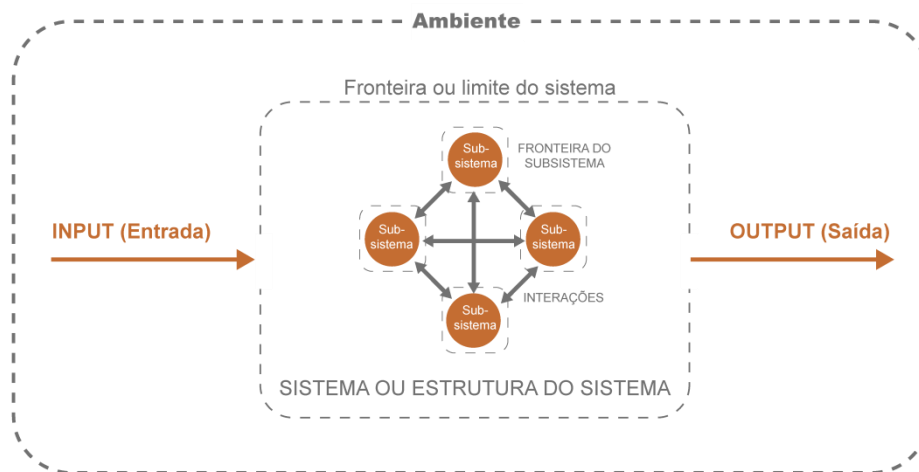 Ambiente
Fronteira ou limite do sistema
Sub-
sistema
FRONTEIRA DO
SUBSISTEMA
INPUT (Entrada)
Sub-
sistema
Sub-
sistema
OUTPUT (Saída)
Sub-
sistema
INTERAÇÕES
SISTEMA OU ESTRUTURA DO SISTEMA